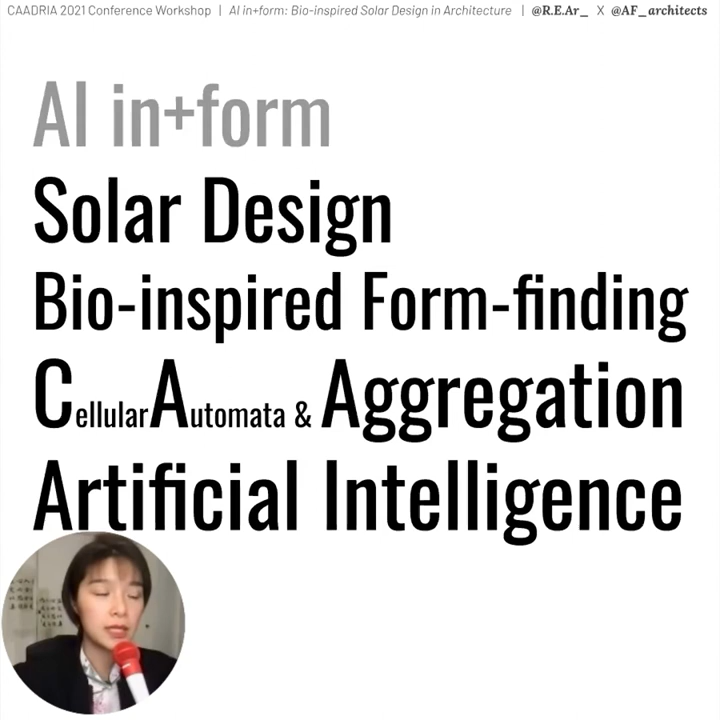 CAADRIA 2021 Conference Workshop | AI in+form: Bio-inspired Solar Design in Architecture | @R.E.Ar_ X @AF_architects
AI in+form
Solar Design
Bio-inspired Form-finding
CellularAutomata & Aggregation
Artificial Intelligence